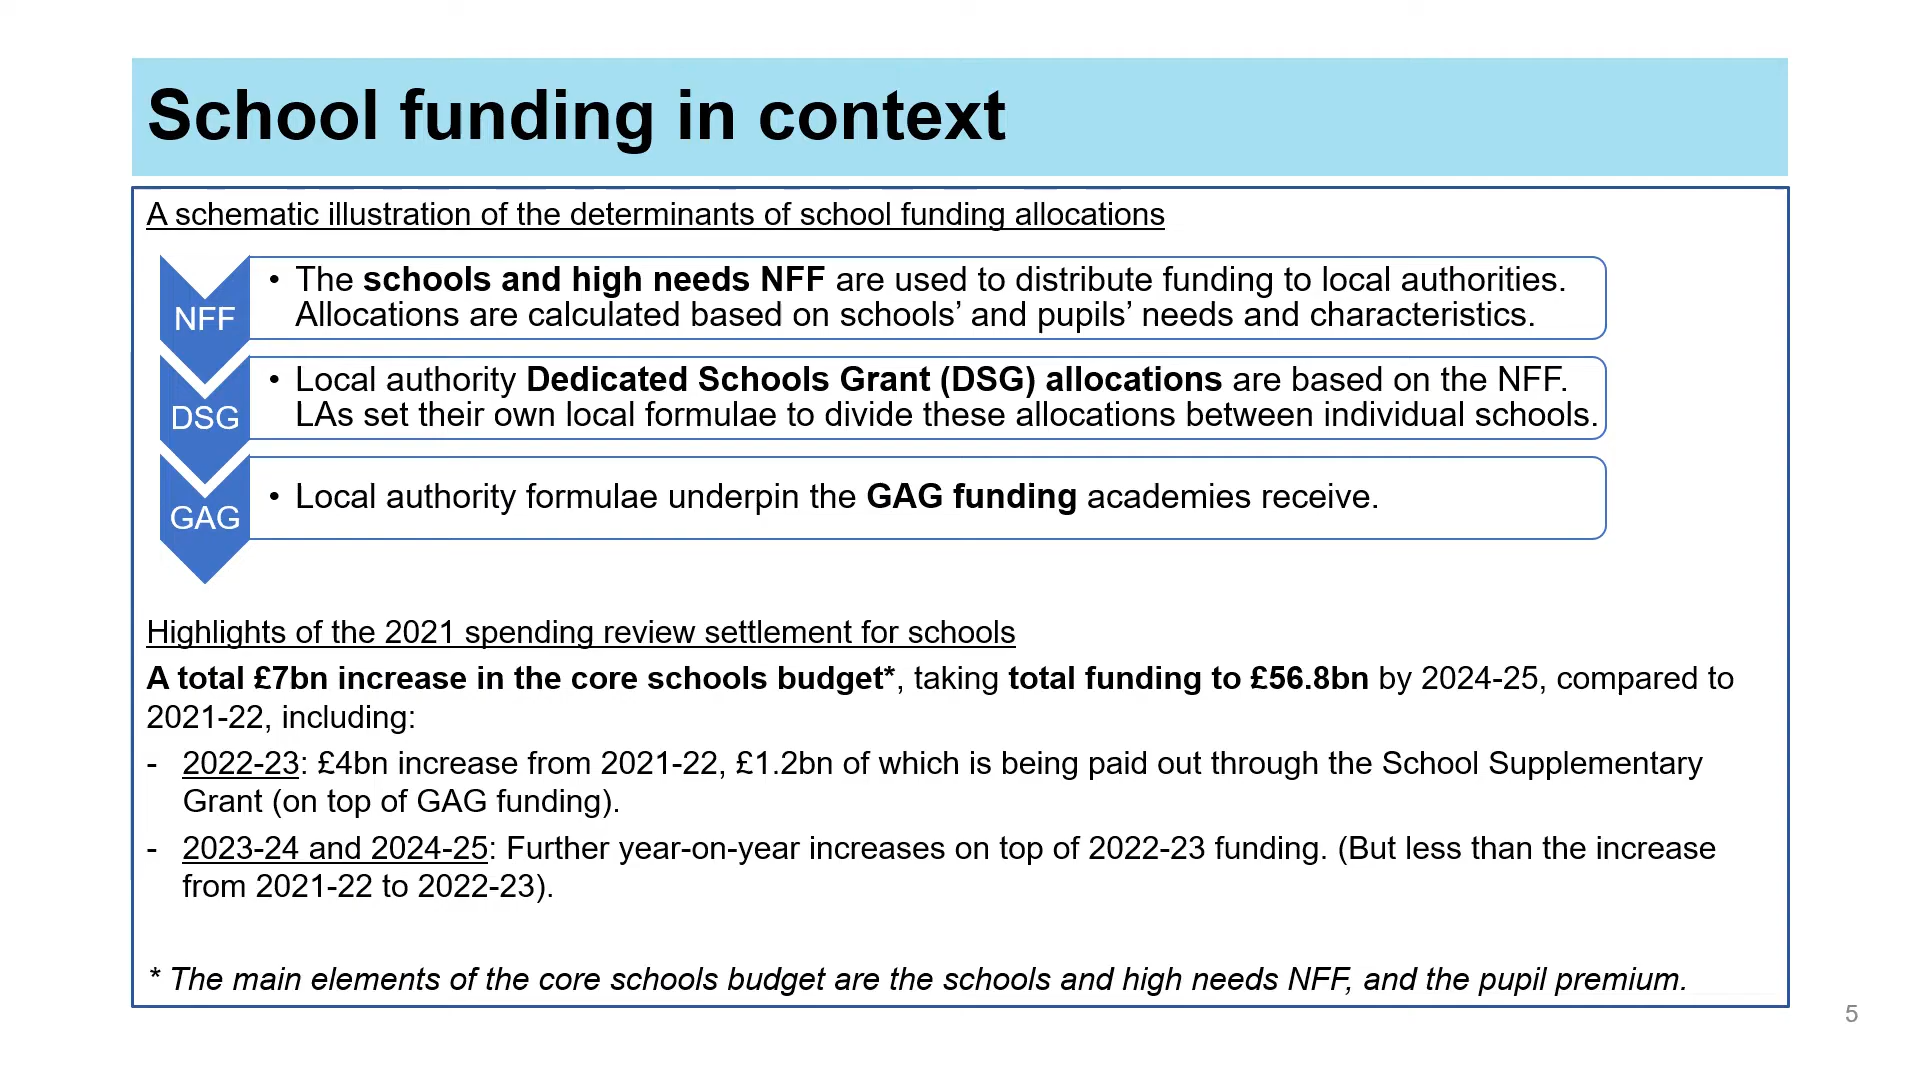 School funding in context
A schematic illustration of the determinants of school funding allocations
NFF
• The schools and high needs NFF are used to distribute funding to local authorities.
Allocations are calculated based on schools’ and pupils’ needs and characteristics.
DSG
• Local authority Dedicated Schools Grant (DSG) allocations are based on the NFF.
LAs set their own local formulae to divide these allocations between individual schools.
GAG
• Local authority formulae underpin the GAG funding academies receive.
Highlights of the 2021 spending review settlement for schools
A total £7bn increase in the core schools budget*, taking total funding to £56.8bn by 2024-25, compared to
2021-22, including:
- 2022-23: £4bn increase from 2021-22, £1.2bn of which is being paid out through the School Supplementary
Grant (on top of GAG funding).
- 2023-24 and 2024-25: Further year-on-year increases on top of 2022-23 funding. (But less than the increase
from 2021-22 to 2022-23).
* The main elements of the core schools budget are the schools and high needs NFF, and the pupil premium.
5